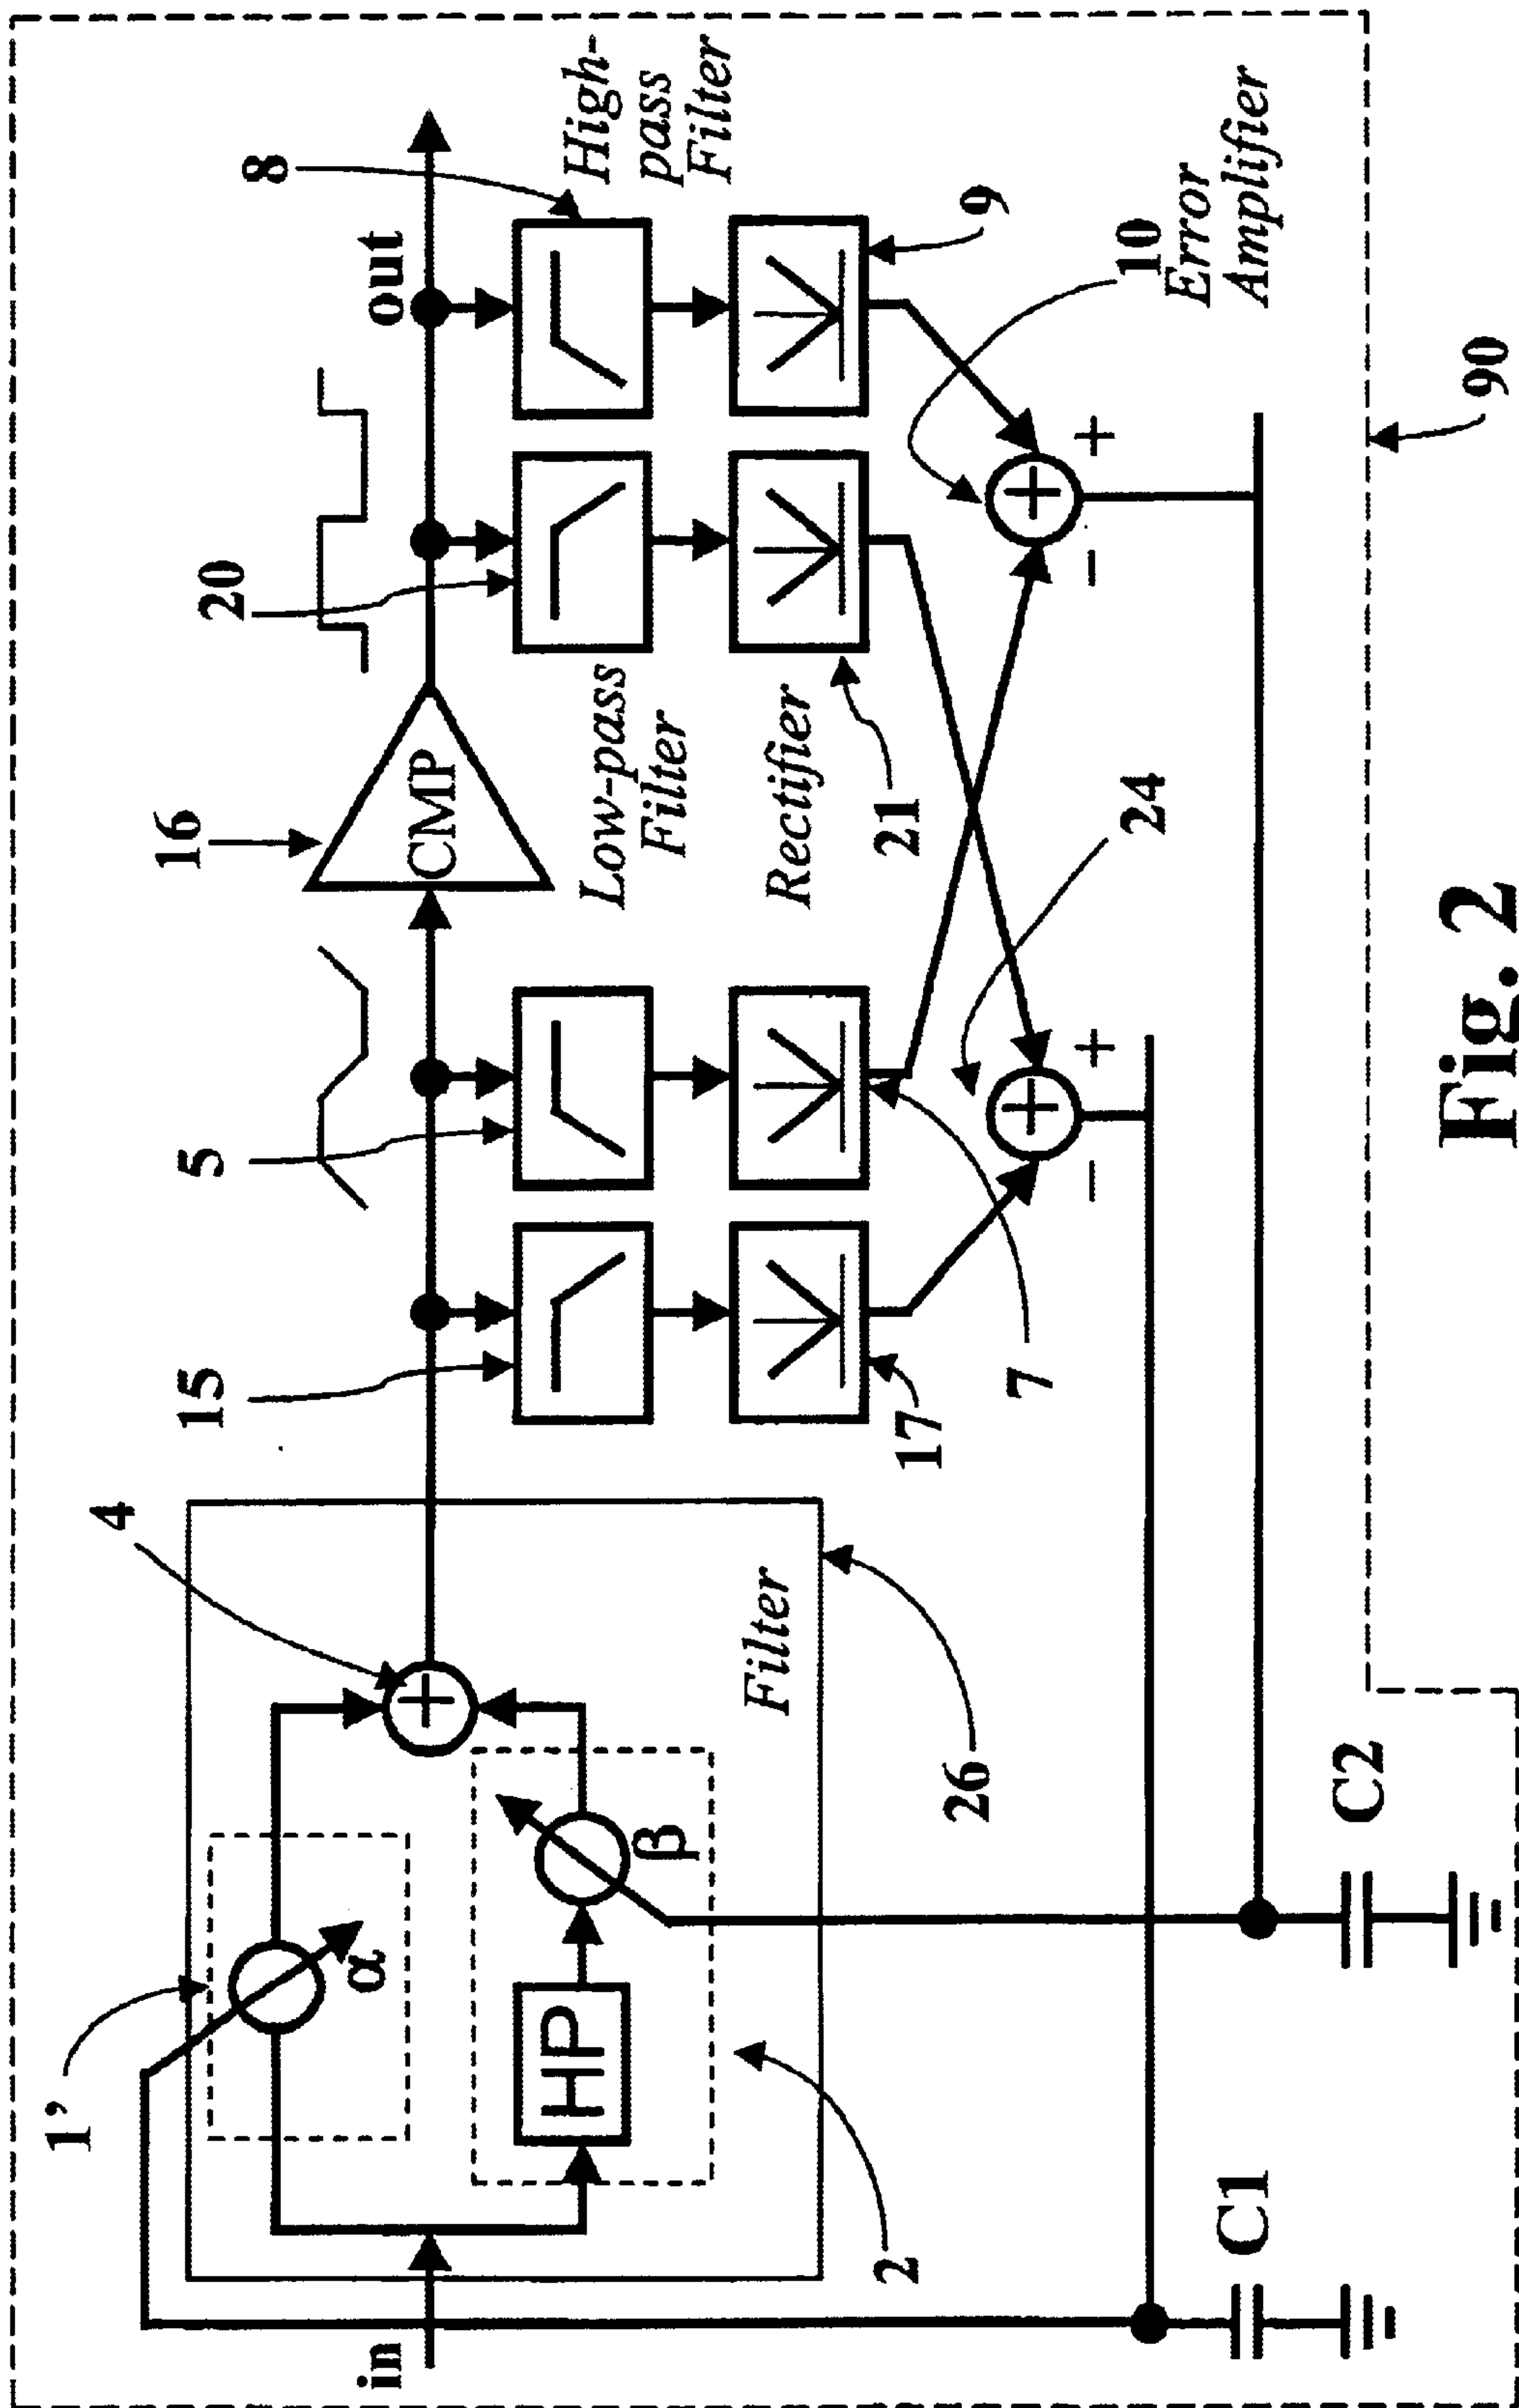 in
1’
α
HP
β
2
4
Filter
26
C1
C2
15
5
17
7
16
CMP
20
out
8
High-
pass
Filter
Low-pass
Filter
Rectifier
21
9
24
10
Error
Amplifier
+
+
+
−
+
−
+
90
Fig. 2